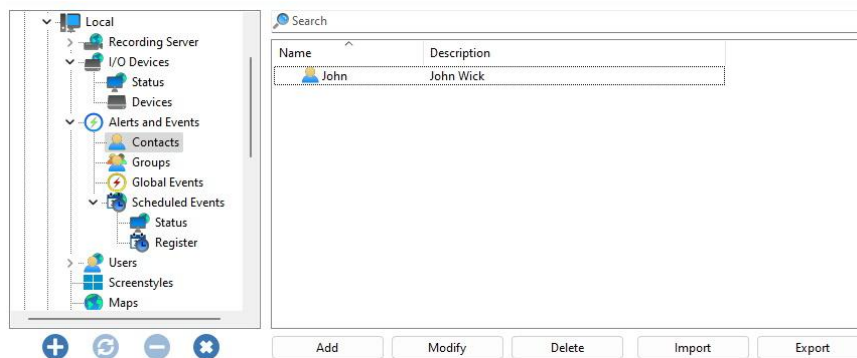 Local
Recording Server
I/O Devices
Status
Devices
Alerts and Events
Contacts
Groups
Global Events
Scheduled Events
Status
Register
Users
Screenstyles
Maps
Search
Name Description
John John Wick
Add Modify Delete Import Export